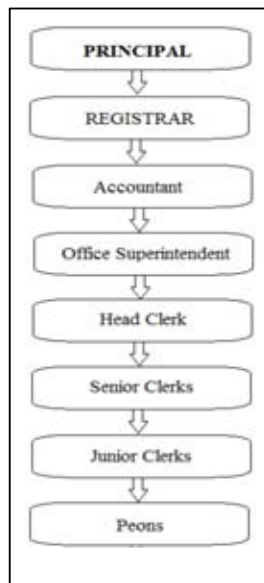 PRINCIPAL
REGISTRAR
Accountant
Office Superintendent
Head Clerk
Senior Clerks
Junior Clerks
Peons